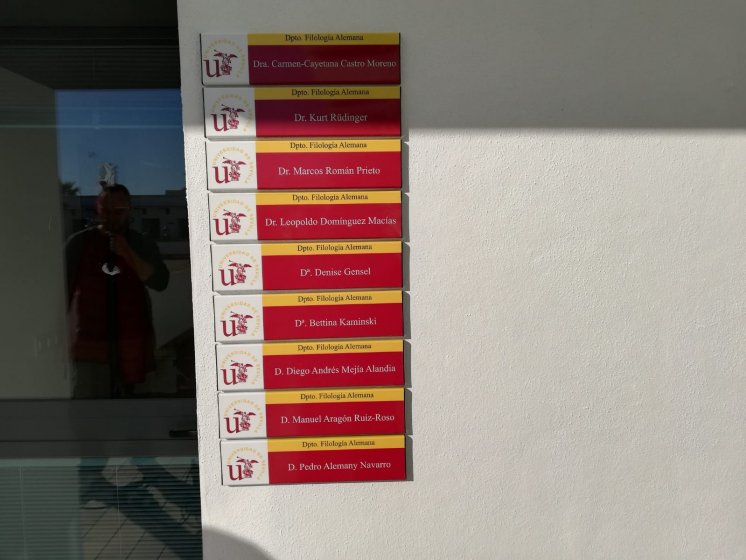 Dpto. Filología Alemana
Dra. Carmen-Cayetana Castro Moreno
Dpto. Filología Alemana
Dr. Kurt Rüdinger
Dpto. Filología Alemana
Dr. Marcos Román Prieto
Dpto. Filología Alemana
Dr. Leopoldo Domínguez Macías
Dpto. Filología Alemana
Dª. Denise Gensel
Dpto. Filología Alemana
Dª. Bettina Kaminski
Dpto. Filología Alemana
D. Diego Andrés Mejía Alandia
Dpto. Filología Alemana
D. Manuel Aragón Ruiz-Roso
Dpto. Filología Alemana
D. Pedro Alemany Navarro